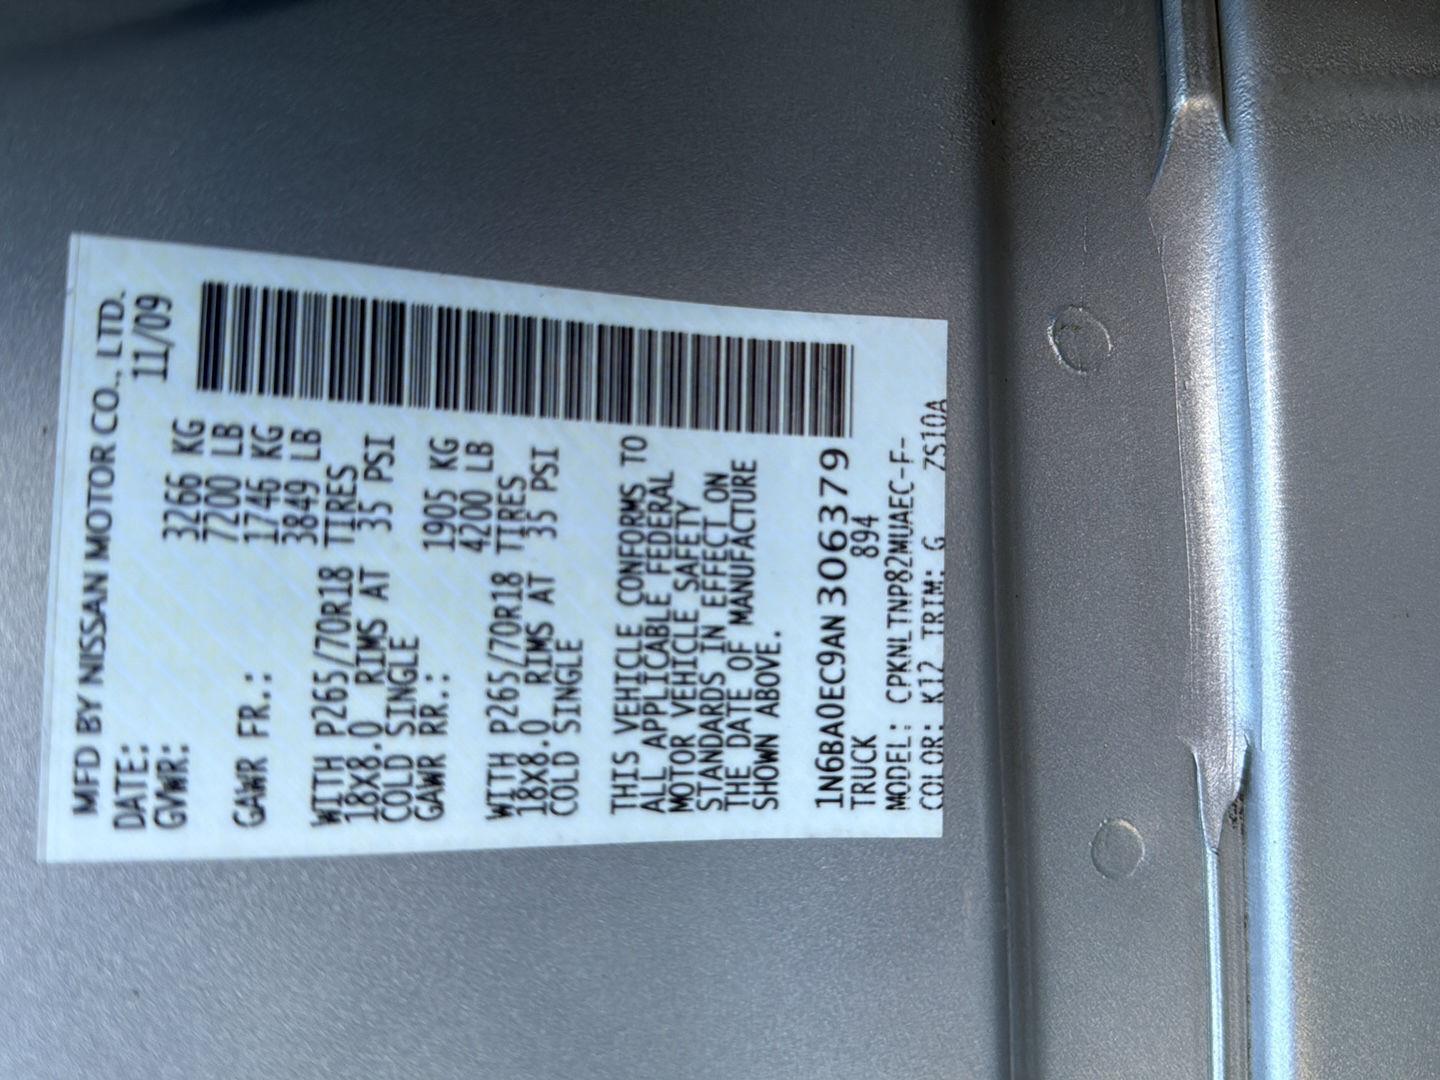 MFD BY NISSAN MOTOR CO., LTD.
DATE: 11/09
GVWR: 3266 KG
7200 LB
GAWR FR.: 1746 KG
3849 LB
WITH P265/70R18 TIRES
18X8.0 RIMS AT 35 PSI
COLD SINGLE
GAWR RR.: 1905 KG
4200 LB
WITH P265/70R18 TIRES
18X8.0 RIMS AT 35 PSI
COLD SINGLE
THIS VEHICLE CONFORMS TO
ALL APPLICABLE FEDERAL
MOTOR VEHICLE SAFETY
STANDARDS IN EFFECT ON
THE DATE OF MANUFACTURE
SHOWN ABOVE.
1N6BA0EC9AN306379
TRUCK 894
MODEL: CPKNLTNP82MUAEC-F-
COLOR: K12 TRIM: G ZS10A